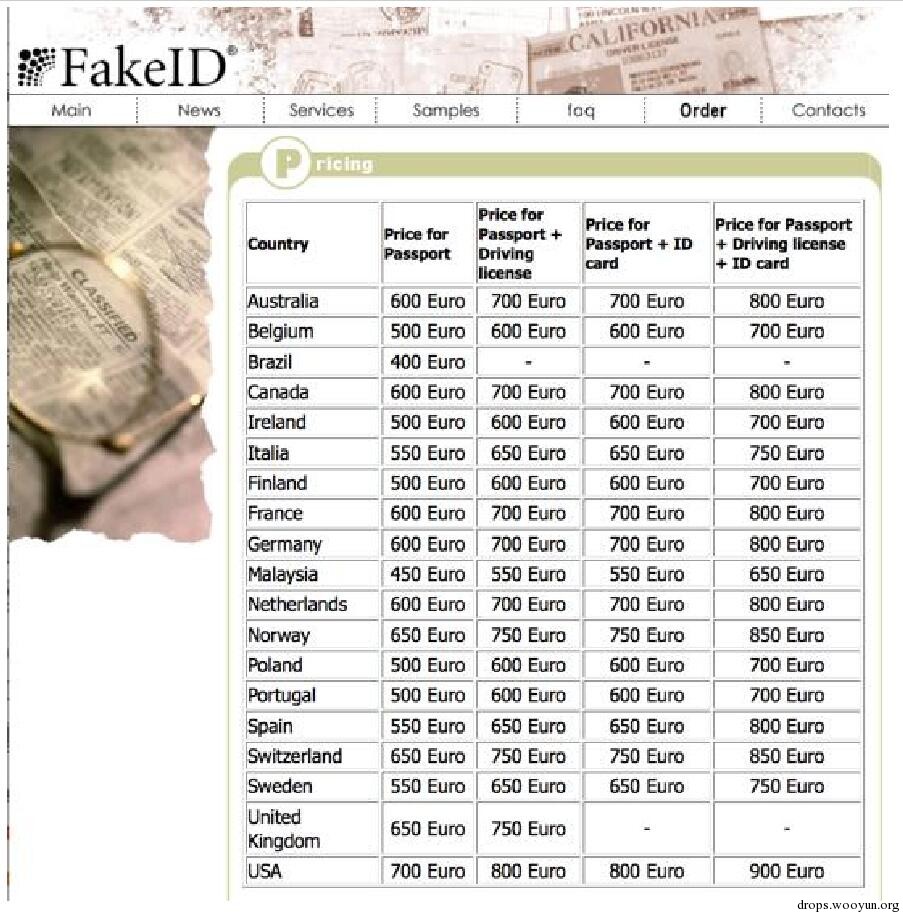 CALIFORNIA
DRIVER LICENSE
FakeID®
Main News Services Samples faq Order Contacts
CLASSIFIED
Pricing
Country Price for Passport Price for Passport + Driving license Price for Passport + ID card Price for Passport + Driving license + ID card
Australia 600 Euro 700 Euro 700 Euro 800 Euro
Belgium 500 Euro 600 Euro 600 Euro 700 Euro
Brazil 400 Euro - - -
Canada 600 Euro 700 Euro 700 Euro 800 Euro
Ireland 500 Euro 600 Euro 600 Euro 700 Euro
Italia 550 Euro 650 Euro 650 Euro 750 Euro
Finland 500 Euro 600 Euro 600 Euro 700 Euro
France 600 Euro 700 Euro 700 Euro 800 Euro
Germany 600 Euro 700 Euro 700 Euro 800 Euro
Malaysia 450 Euro 550 Euro 550 Euro 650 Euro
Netherlands 600 Euro 700 Euro 700 Euro 800 Euro
Norway 650 Euro 750 Euro 750 Euro 850 Euro
Poland 500 Euro 600 Euro 600 Euro 700 Euro
Portugal 500 Euro 600 Euro 600 Euro 700 Euro
Spain 550 Euro 650 Euro 650 Euro 800 Euro
Switzerland 650 Euro 750 Euro 750 Euro 850 Euro
Sweden 550 Euro 650 Euro 650 Euro 750 Euro
United Kingdom 650 Euro 750 Euro - -
USA 700 Euro 800 Euro 800 Euro 900 Euro
drops.wooyun.org